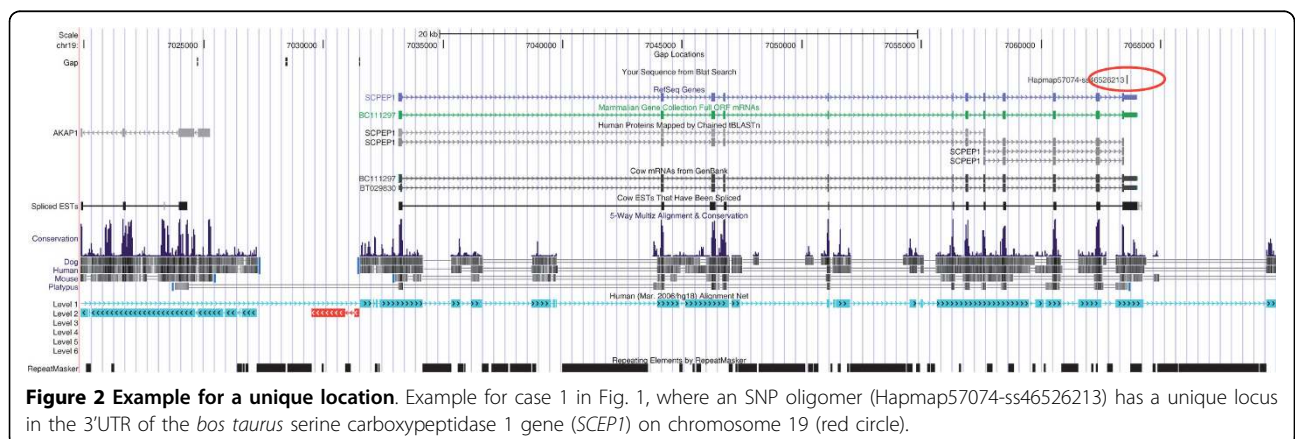 Scale 20 kb
chr19: 7025000 7030000 7035000 7040000 7045000 7050000 7055000 7060000 7065000
Gap Locations
Gap
Your Sequence from Blat Search
Hapmap57074-ss46526213
RefSeq Genes
SCPEP1
Mammalian Gene Collection Full ORF mRNAs
BC111297
Human Proteins Mapped by Chained tBLASTn
AKAP1 SCPEP1
SCPEP1
SCPEP1
SCPEP1
Cow mRNAs from GenBank
BC111297
BT029830
Cow ESTs That Have Been Spliced
Spliced ESTs
5-Way Multiz Alignment & Conservation
Conservation
Dog
Human
Mouse
Platypus
Human (Mar. 2006/hg18) Alignment Net
Level 1
Level 2
Level 3
Level 4
Level 5
Level 6
Repeating Elements by RepeatMasker
RepeatMasker
Figure 2 Example for a unique location. Example for case 1 in Fig. 1, where an SNP oligomer (Hapmap57074-ss46526213) has a unique locus
in the 3'UTR of the bos taurus serine carboxypeptidase 1 gene (SCEP1) on chromosome 19 (red circle).